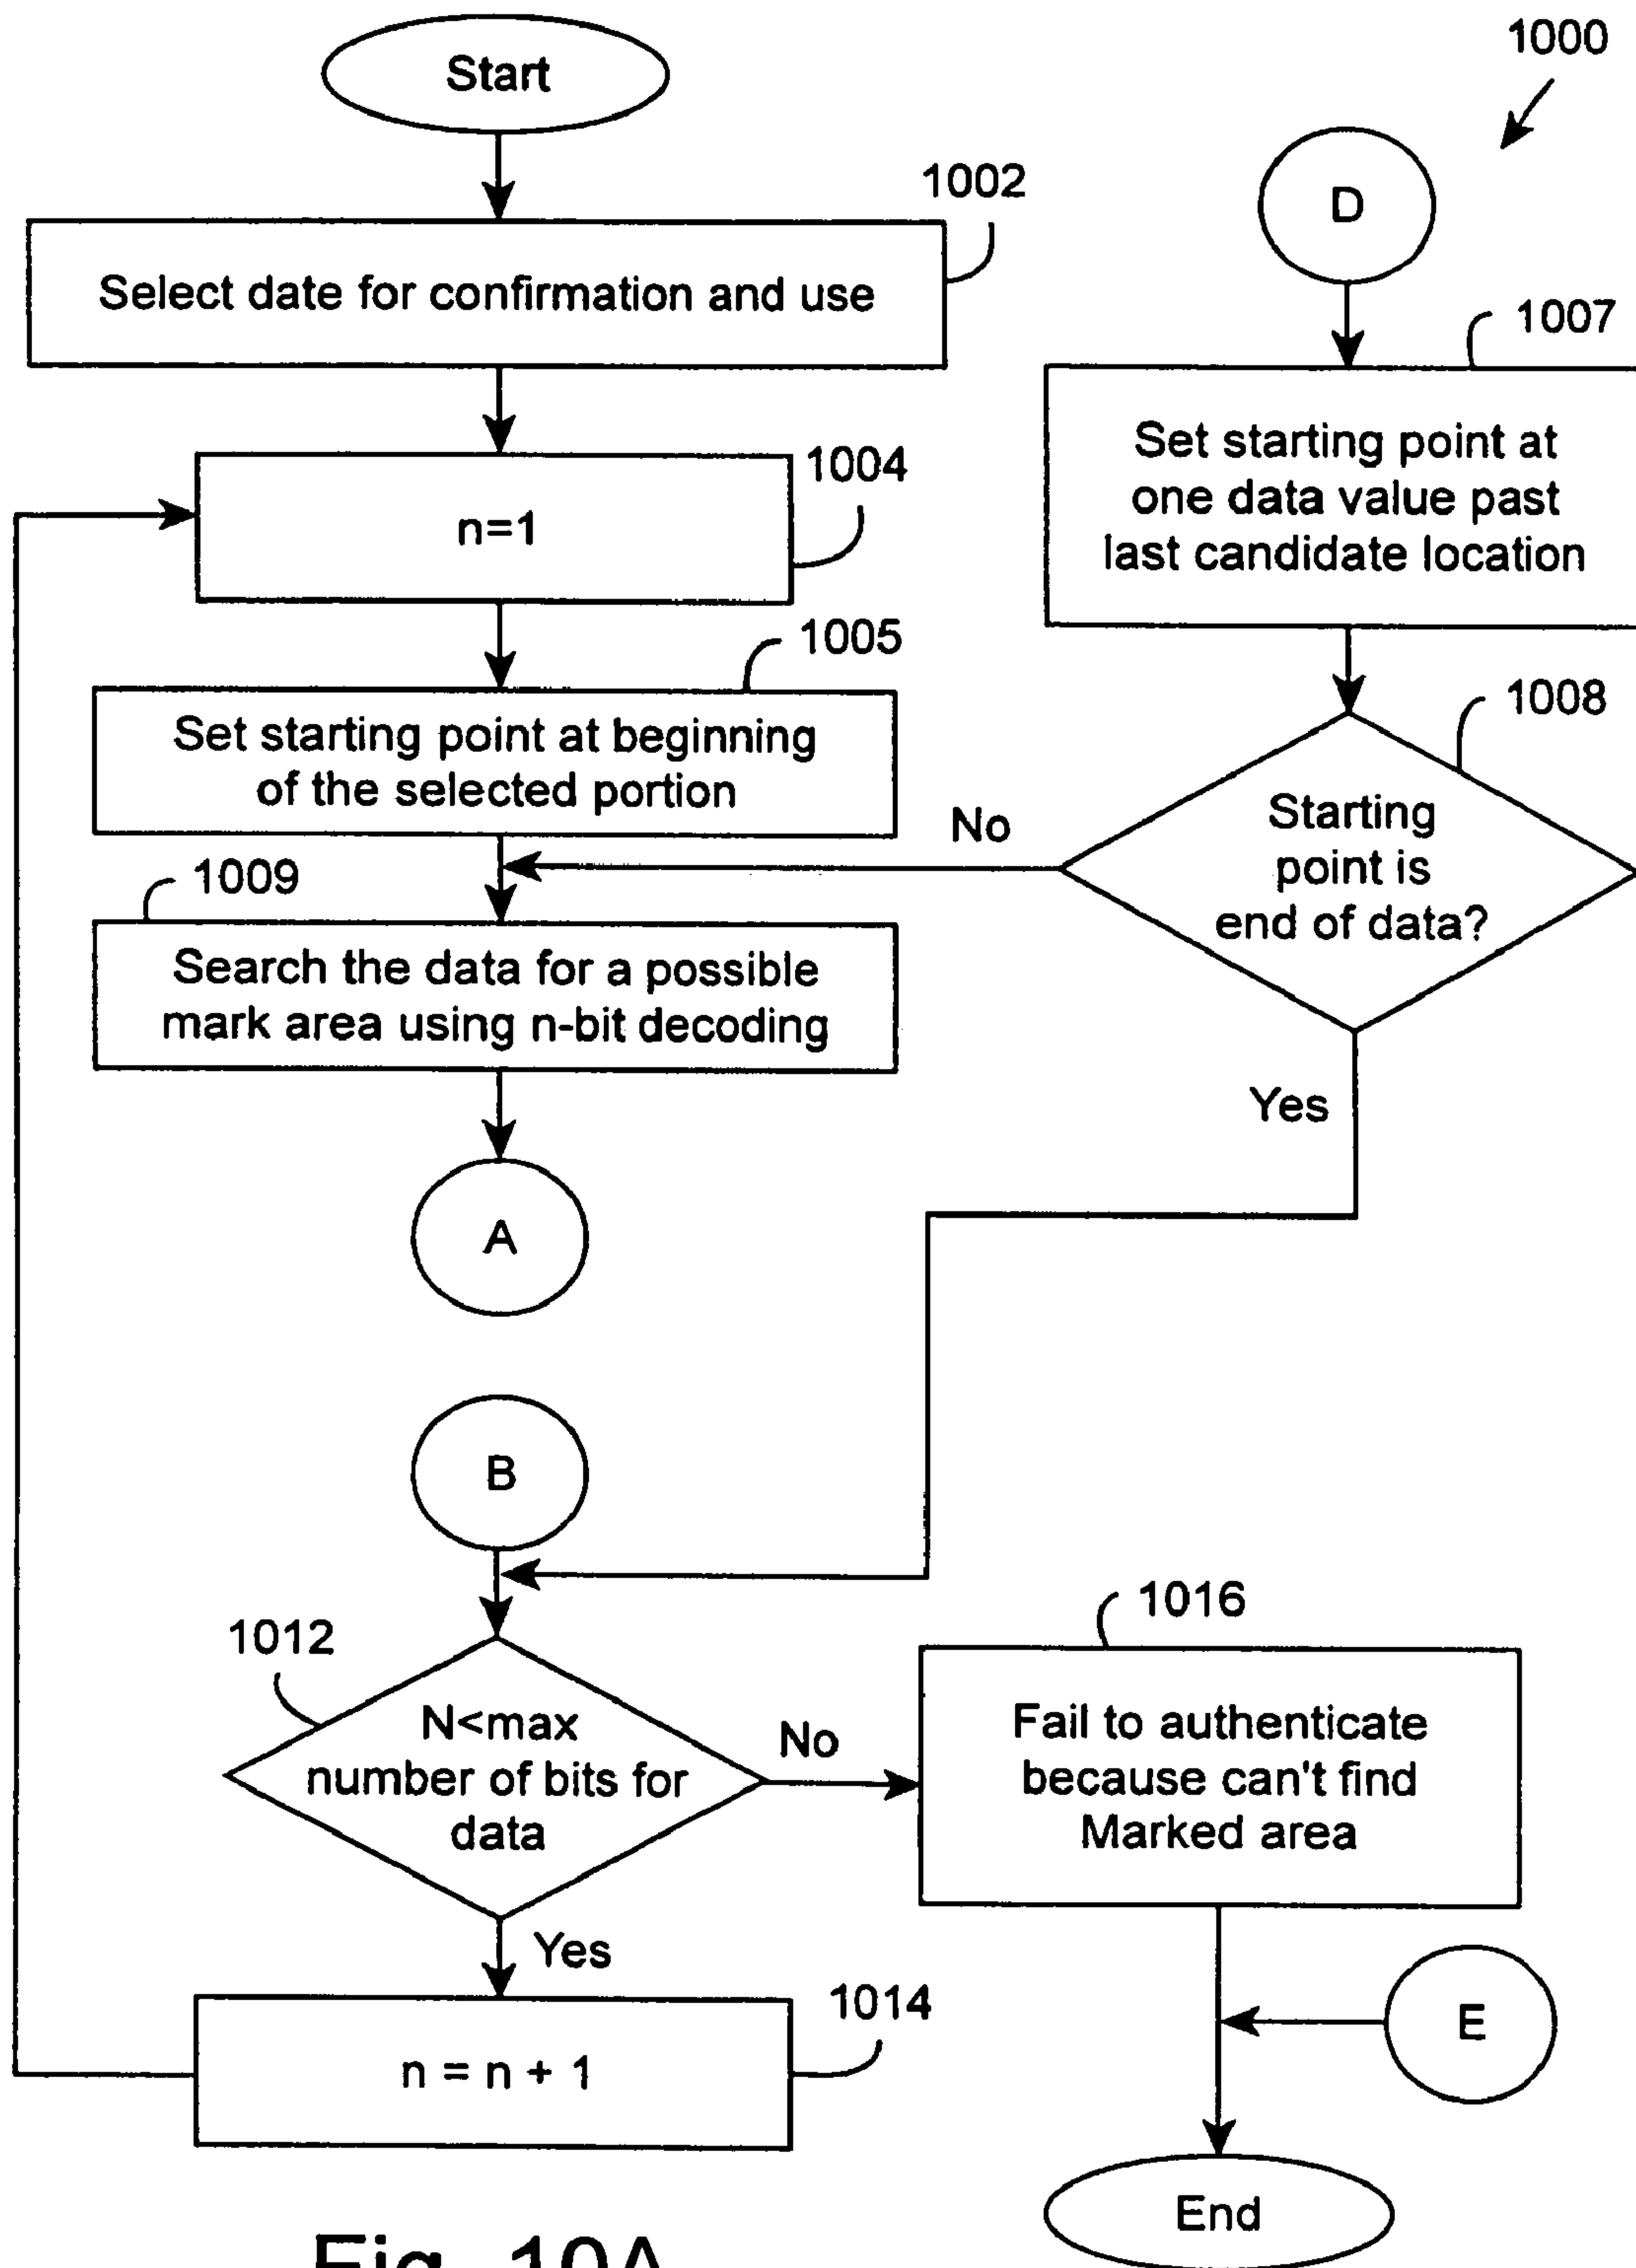 Start
1000
D
1002
Select date for confirmation and use
1007
Set starting point at
one data value past
last candidate location
1004
n=1
1005
Set starting point at beginning
of the selected portion
1008
Starting
point is
end of data?
No
Yes
1009
Search the data for a possible
mark area using n-bit decoding
A
B
1012
N<max
number of bits for
data
No
Yes
1016
Fail to authenticate
because can't find
Marked area
1014
n = n + 1
E
End
Fig. 10A